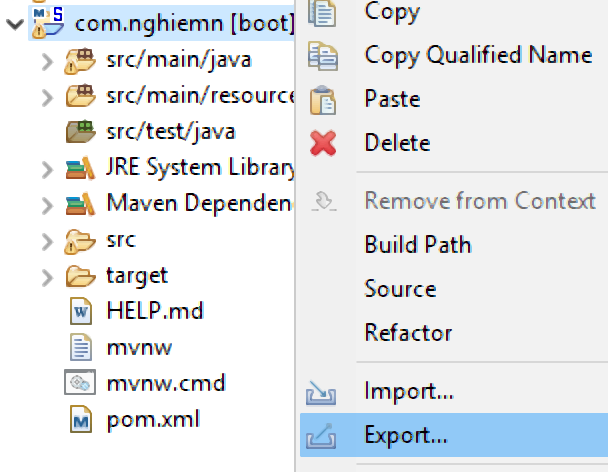 com.nghiemn [boot]
src/main/java
src/main/resource
src/test/java
JRE System Library
Maven Dependen
src
target
HELP.md
mvnw
mvnw.cmd
pom.xml
Copy
Copy Qualified Name
Paste
Delete
Remove from Context
Build Path
Source
Refactor
Import...
Export...